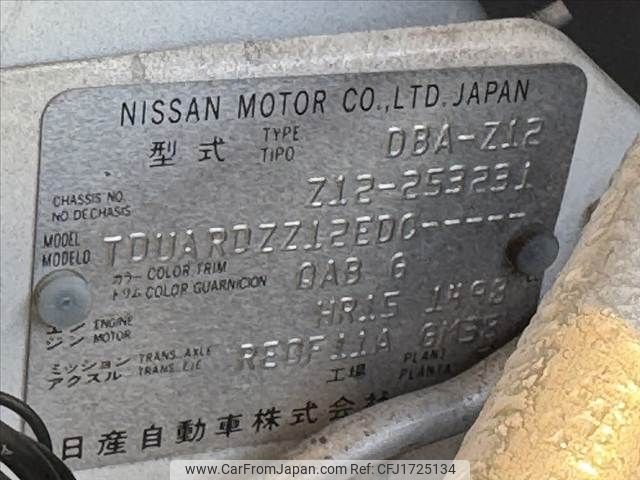 NISSAN MOTOR CO.,LTD. JAPAN
型式 TYPE TIPO DBA-Z12
CHASSIS NO. NO. DECHASIS Z12-253231
MODEL MODELO TDUARDZZ12EDC-----
カラー COLOR TRIM トリム COLOR GUARNICION QAB G
エンジン ENGINE MOTOR HR15 1498
ミッション TRANS. AXLE アクスル TRANS. EJE RE0F11A
工場 PLANT PLANTA
日産自動車株式会社
www.CarFromJapan.com | Ref. No: CFJ1725134